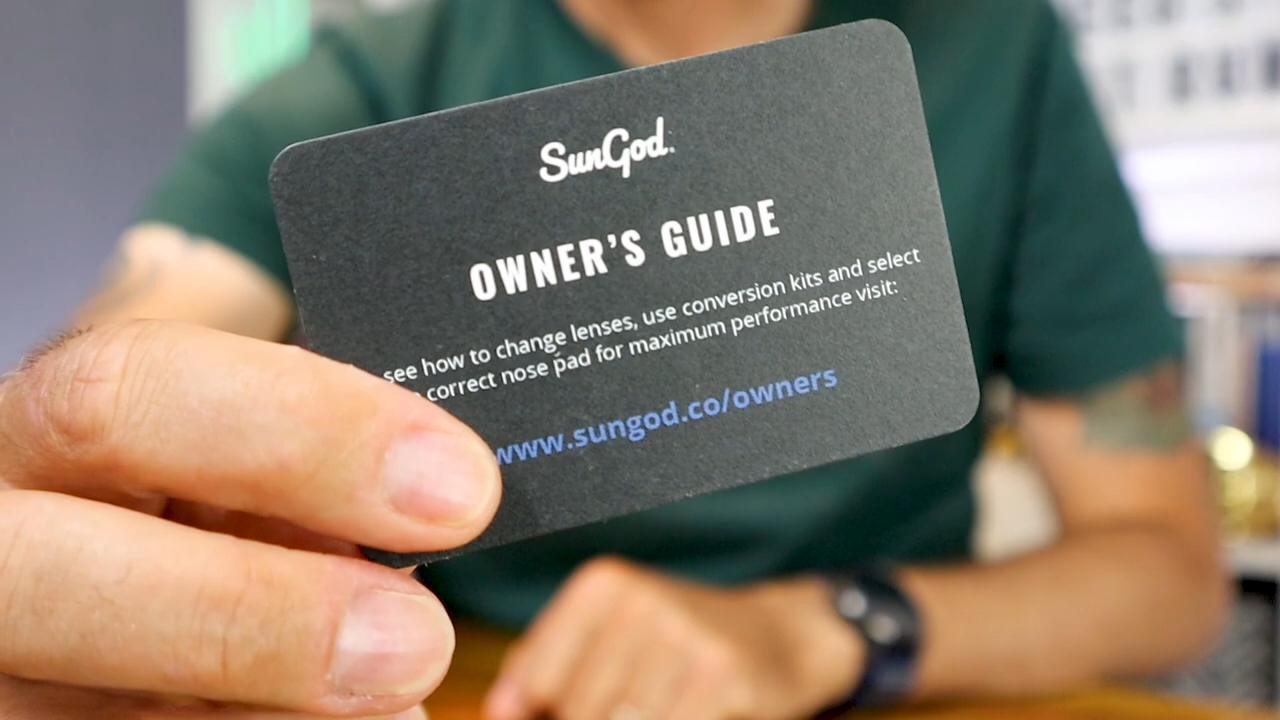 SunGod
OWNER'S GUIDE
see how to change lenses, use conversion kits and select
correct nose pad for maximum performance visit:
www.sungod.co/owners